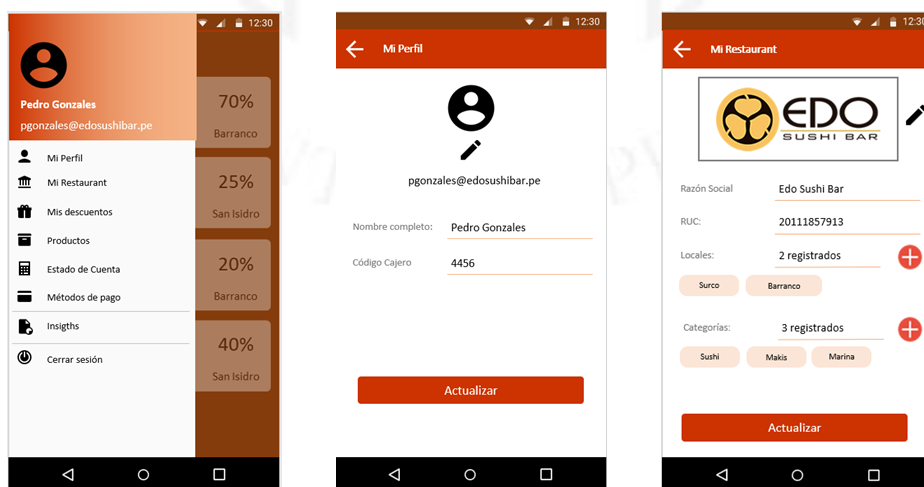 12:30
Pedro Gonzales
pgonzales@edosushibar.pe
Mi Perfil
Mi Restaurant
Mis descuentos
Productos
Estado de Cuenta
Métodos de pago
Insigths
Cerrar sesión
70%
Barranco
25%
San Isidro
20%
Barranco
40%
San Isidro
12:30
Mi Perfil
pgonzales@edosushibar.pe
Nombre completo: Pedro Gonzales
Código Cajero 4456
Actualizar
12:30
Mi Restaurant
EDO
SUSHI BAR
Razón Social Edo Sushi Bar
RUC: 20111857913
Locales: 2 registrados
Surco Barranco
Categorías: 3 registrados
Sushi Makis Marina
Actualizar